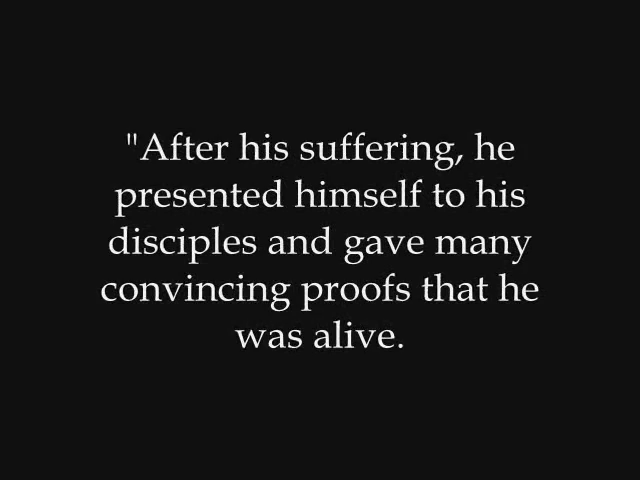 "After his suffering, he
presented himself to his
disciples and gave many
convincing proofs that he
was alive.